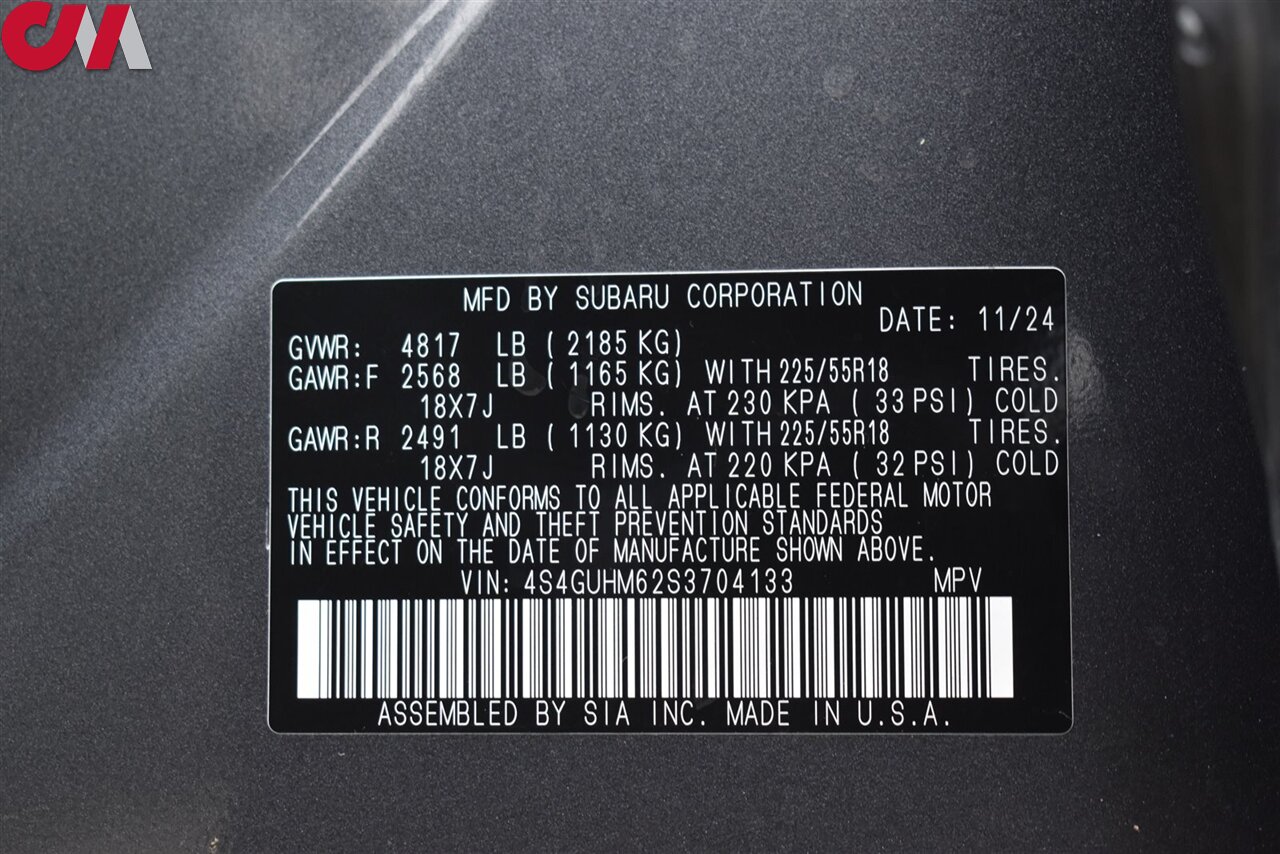 CM
MFD BY SUBARU CORPORATION
DATE: 11/24
GVWR: 4817 LB ( 2185 KG)
GAWR:F 2568 LB ( 1165 KG) WITH 225/55R18 TIRES.
18X7J RIMS. AT 230 KPA ( 33 PSI) COLD
GAWR:R 2491 LB ( 1130 KG) WITH 225/55R18 TIRES.
18X7J RIMS. AT 220 KPA ( 32 PSI) COLD
THIS VEHICLE CONFORMS TO ALL APPLICABLE FEDERAL MOTOR
VEHICLE SAFETY AND THEFT PREVENTION STANDARDS
IN EFFECT ON THE DATE OF MANUFACTURE SHOWN ABOVE.
VIN: 4S4GUHM62S3704133 MPV
ASSEMBLED BY SIA INC. MADE IN U.S.A.